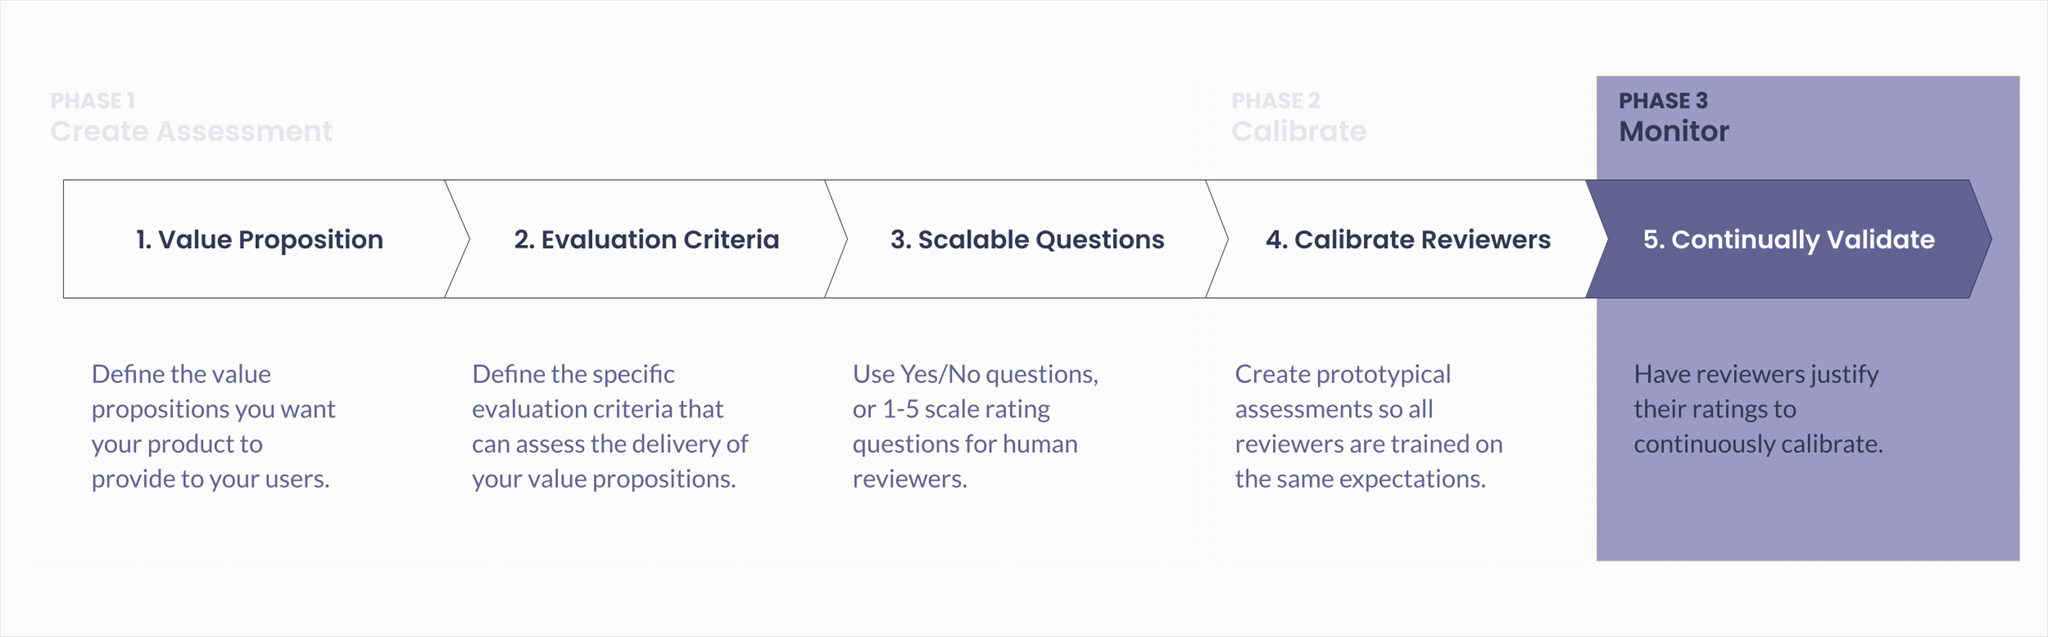 PHASE 1
Create Assessment
PHASE 2
Calibrate
PHASE 3
Monitor
1. Value Proposition
2. Evaluation Criteria
3. Scalable Questions
4. Calibrate Reviewers
5. Continually Validate
Define the value
propositions you want
your product to
provide to your users.
Define the specific
evaluation criteria that
can assess the delivery of
your value propositions.
Use Yes/No questions,
or 1-5 scale rating
questions for human
reviewers.
Create prototypical
assessments so all
reviewers are trained on
the same expectations.
Have reviewers justify
their ratings to
continuously calibrate.